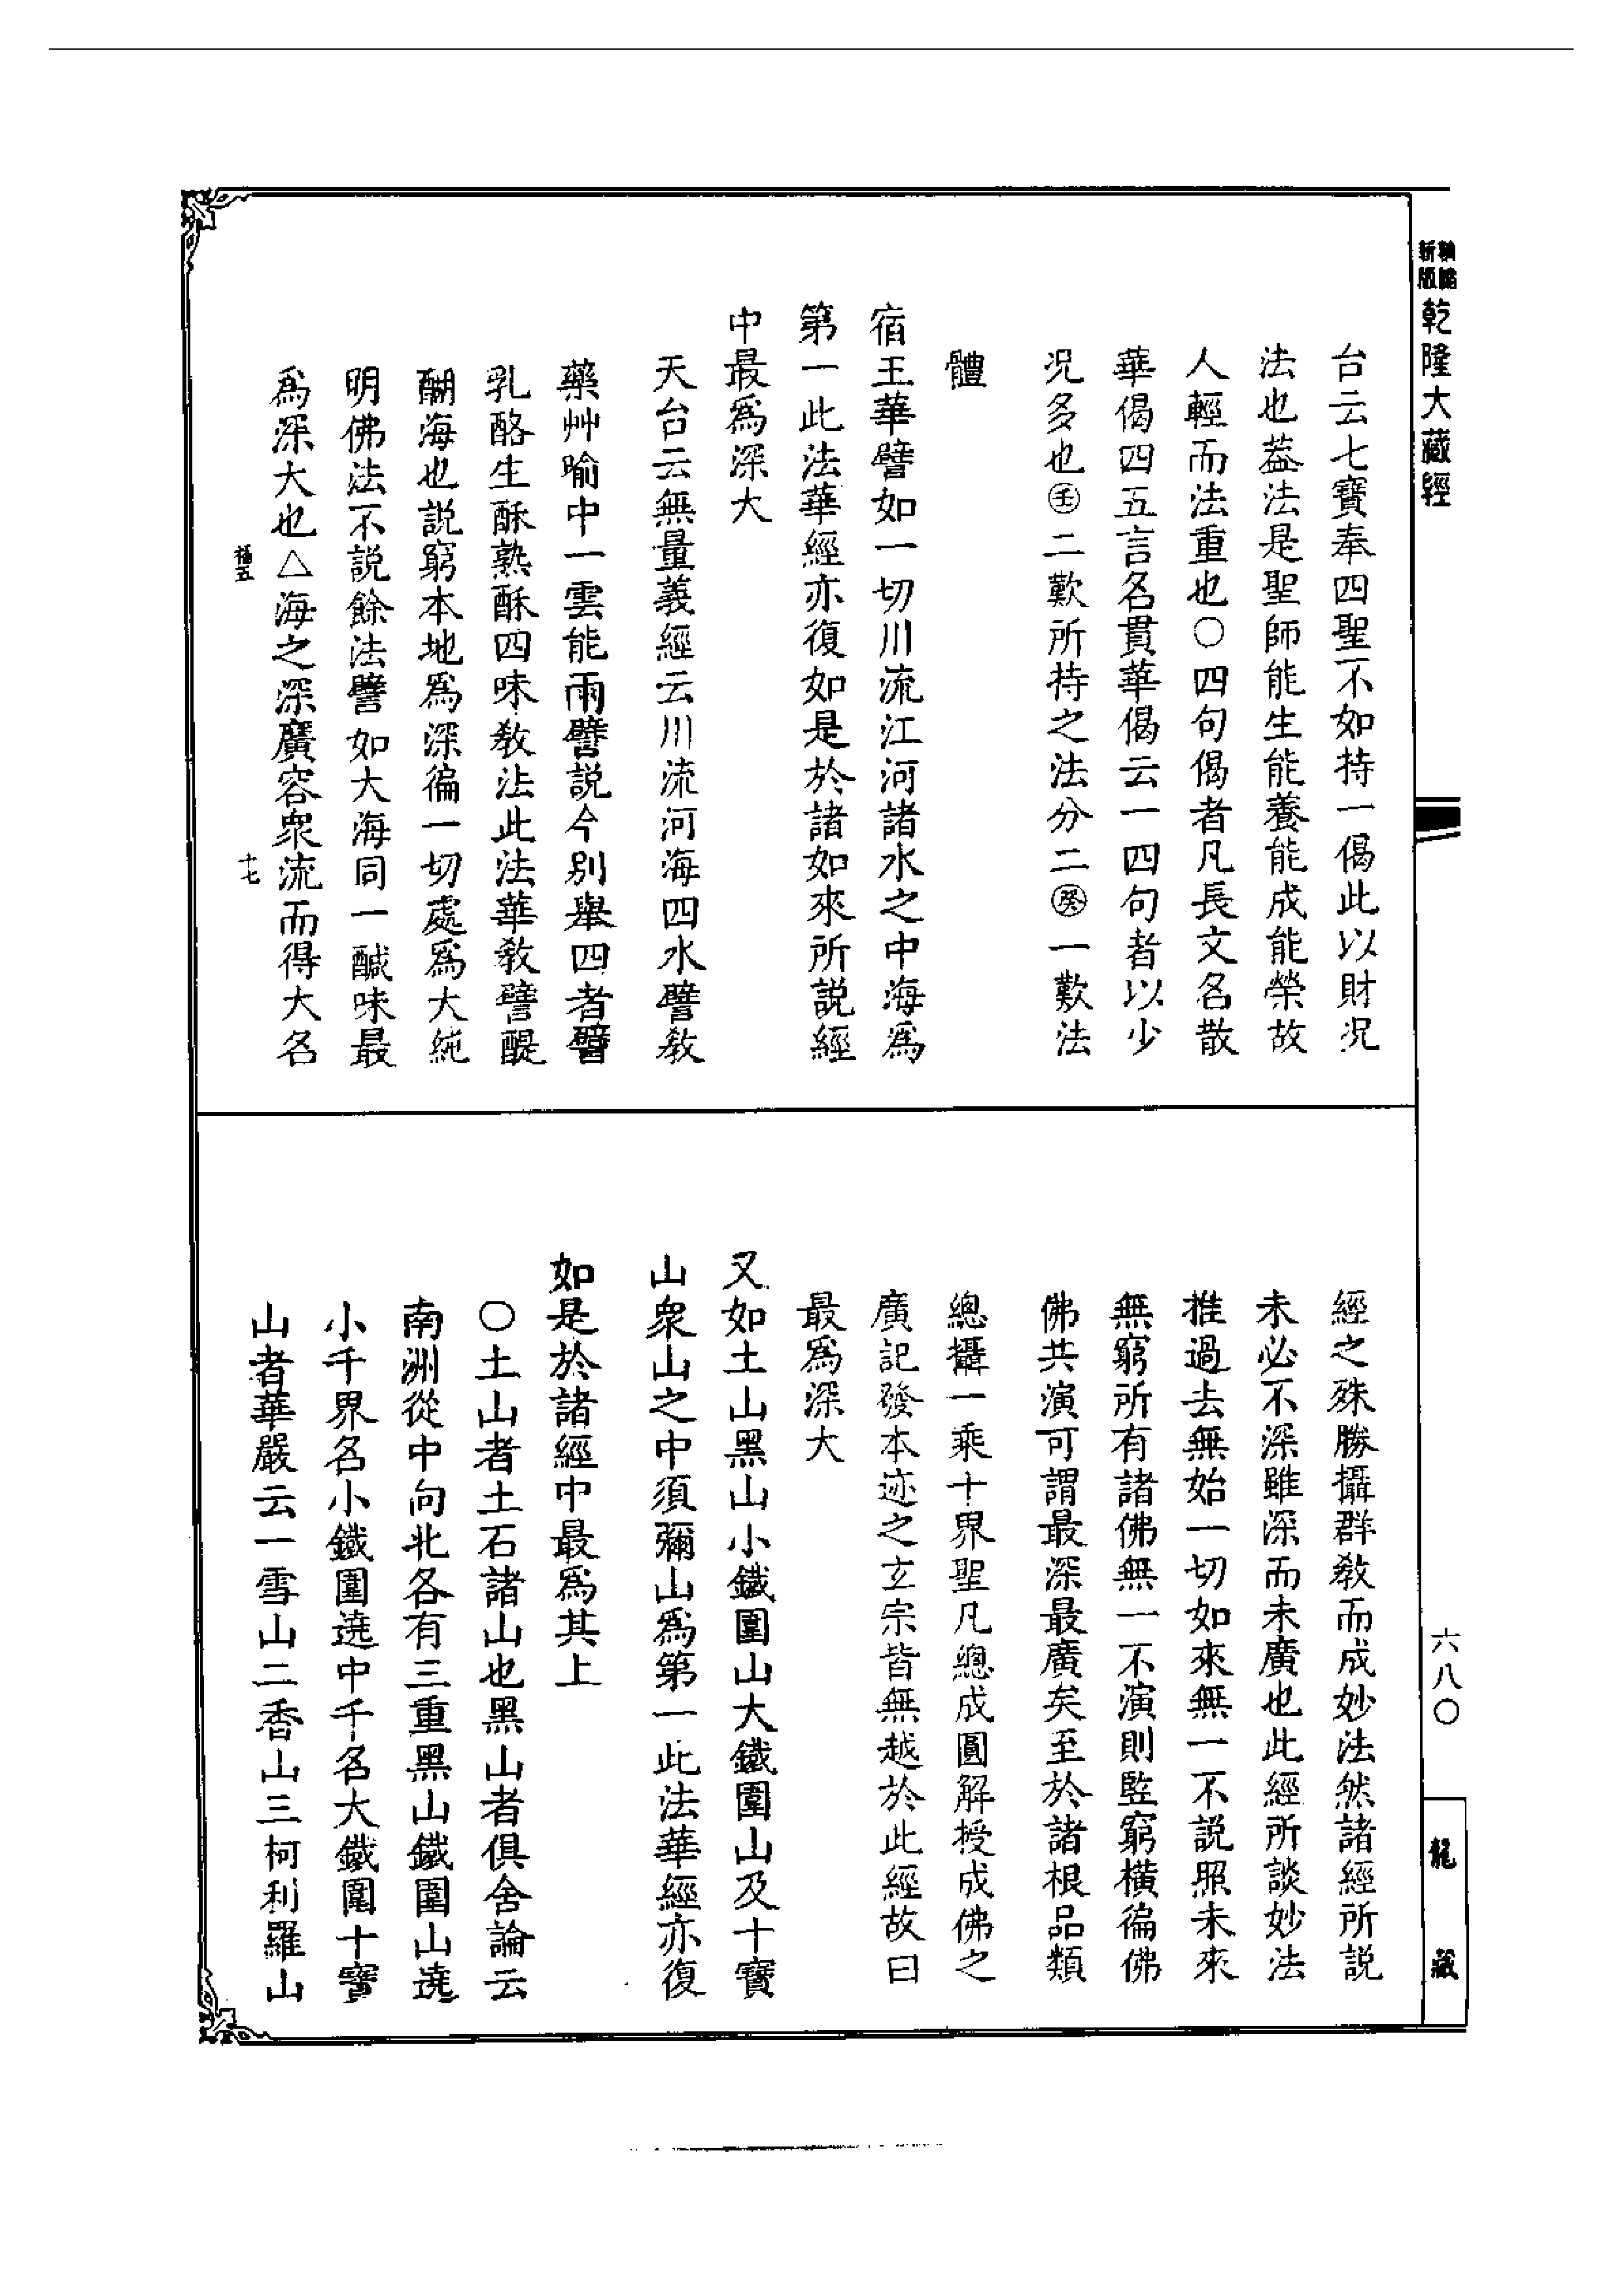 新版精縮乾隆大藏經
台云七寶奉四聖不如持一偈此以財況
法也葢法是聖師能生能養能成能榮故
人輕而法重也○四句偈者凡長文名散
華偈四五言名貫華偈云一四句者以少
況多也㊋二歎所持之法分二㊌一歎法
體
宿王華譬如一切川流江河諸水之中海爲
第一此法華經亦復如是於諸如來所說經
中最爲深大
天台云無量義經云川流河海四水譬敎
藥艸喻中一雲能雨譬說今別舉四者譬
乳酪生酥熟酥四味敎法此法華敎譬醍
醐海也說窮本地爲深徧一切處爲大純
明佛法不說餘法譬如大海同一醎味最
爲深大也△海之深廣容衆流而得大名
十七
經之殊勝攝群敎而成妙法然諸經所說
未必不深雖深而未廣也此經所談妙法
推過去無始一切如來無一不說照未來
無窮所有諸佛無一不演則監窮橫徧佛
佛共演可謂最深最廣矣至於諸根品類
總攝一乘十界聖凡總成圓解授成佛之
廣記發本迹之玄宗皆無越於此經故曰
最爲深大
又如土山黑山小鐵圍山大鐵圍山及十寶
山衆山之中須彌山爲第一此法華經亦復
如是於諸經中最爲其上
○土山者土石諸山也黑山者俱舍論云
南洲從中向北各有三重黑山鐵圍山遶
小千界名小鐵圍遶中千名大鐵圍十寶
山者華嚴云一雪山二香山三柯利羅山
六八○
龍藏